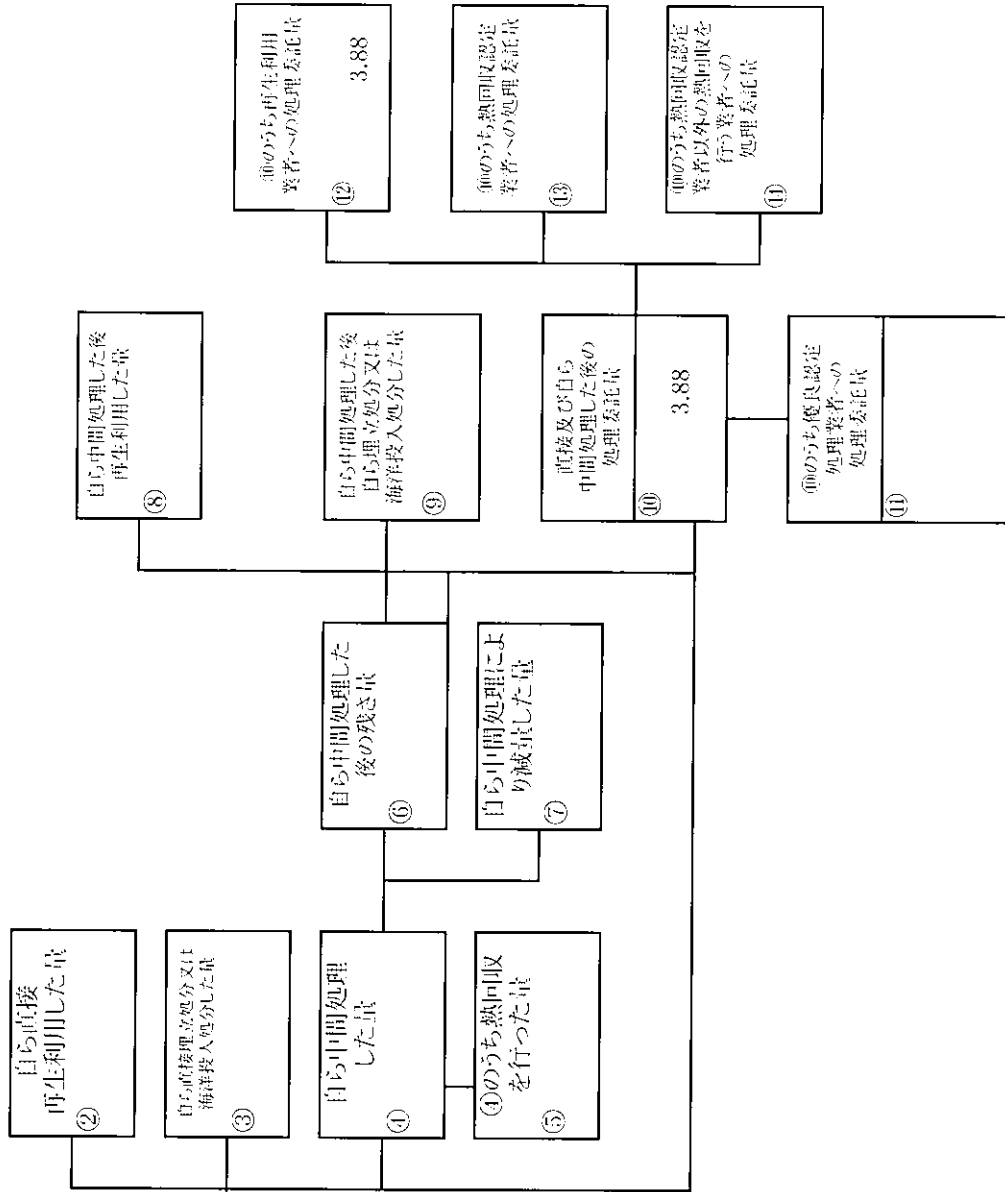 自ら直接
再生利用した量
②
自ら直接埋立処分又は
海洋投入処分した量
③
自ら中間処理
した量
④
④のうち熱回収
を行った量
⑤
自ら中間処理した
後の残さ量
⑥
自ら中間処理によ
り減量した量
⑦
自ら中間処理した後
再生利用した量
⑧
自ら中間処理した後
自ら埋立処分又は
海洋投入処分した量
⑨
直接及び自ら
中間処理した後の
処理委託量
⑩
3.88
⑩のうち優良認定
処理業者への
処理委託量
⑪
⑩のうち再生利用
業者への処理委託量
⑫
3.88
⑩のうち熱回収認定
業者への処理委託量
⑬
⑩のうち熱回収認定
業者以外の熱回収を
行う業者への
処理委託量
⑭